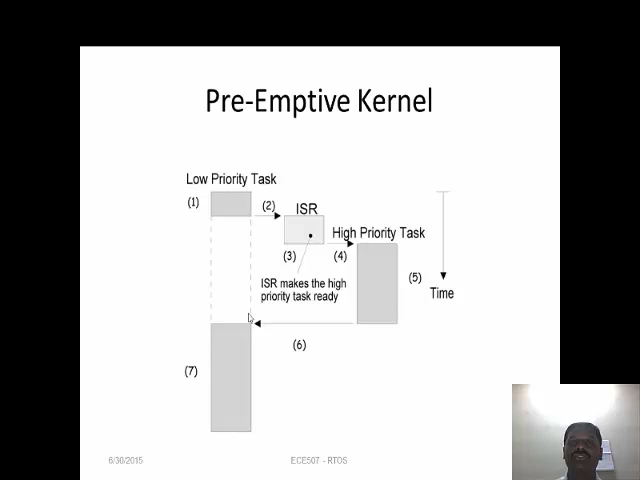 Pre-Emptive Kernel
Low Priority Task
(1)
(2)
ISR
High Priority Task
(3)
(4)
(5)
ISR makes the high
priority task ready
Time
(6)
(7)
6/30/2015
ECE507 - RTOS